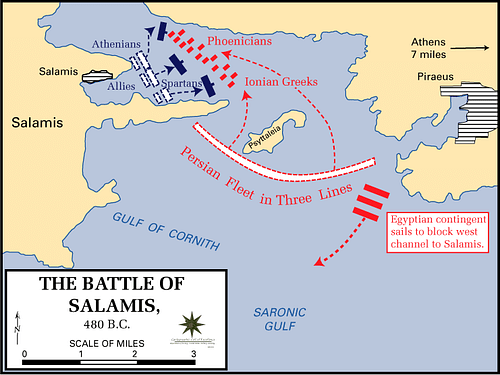 Athenians
Phoenicians
Athens
7 miles
Salamis
Piraeus
Allies
Spartans
Ionian Greeks
Salamis
Psyttaleia
Persian Fleet in Three Lines
Egyptian contingent
sails to block west
channel to Salamis.
GULF OF CORNITH
SARONIC
GULF
THE BATTLE OF
SALAMIS,
480 B.C.
N
SCALE OF MILES
0 1 2 3